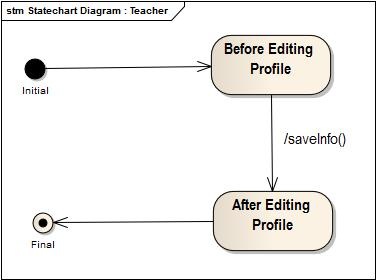 stm Statechart Diagram : Teacher
Before Editing
Profile
Initial
/saveInfo()
After Editing
Profile
Final